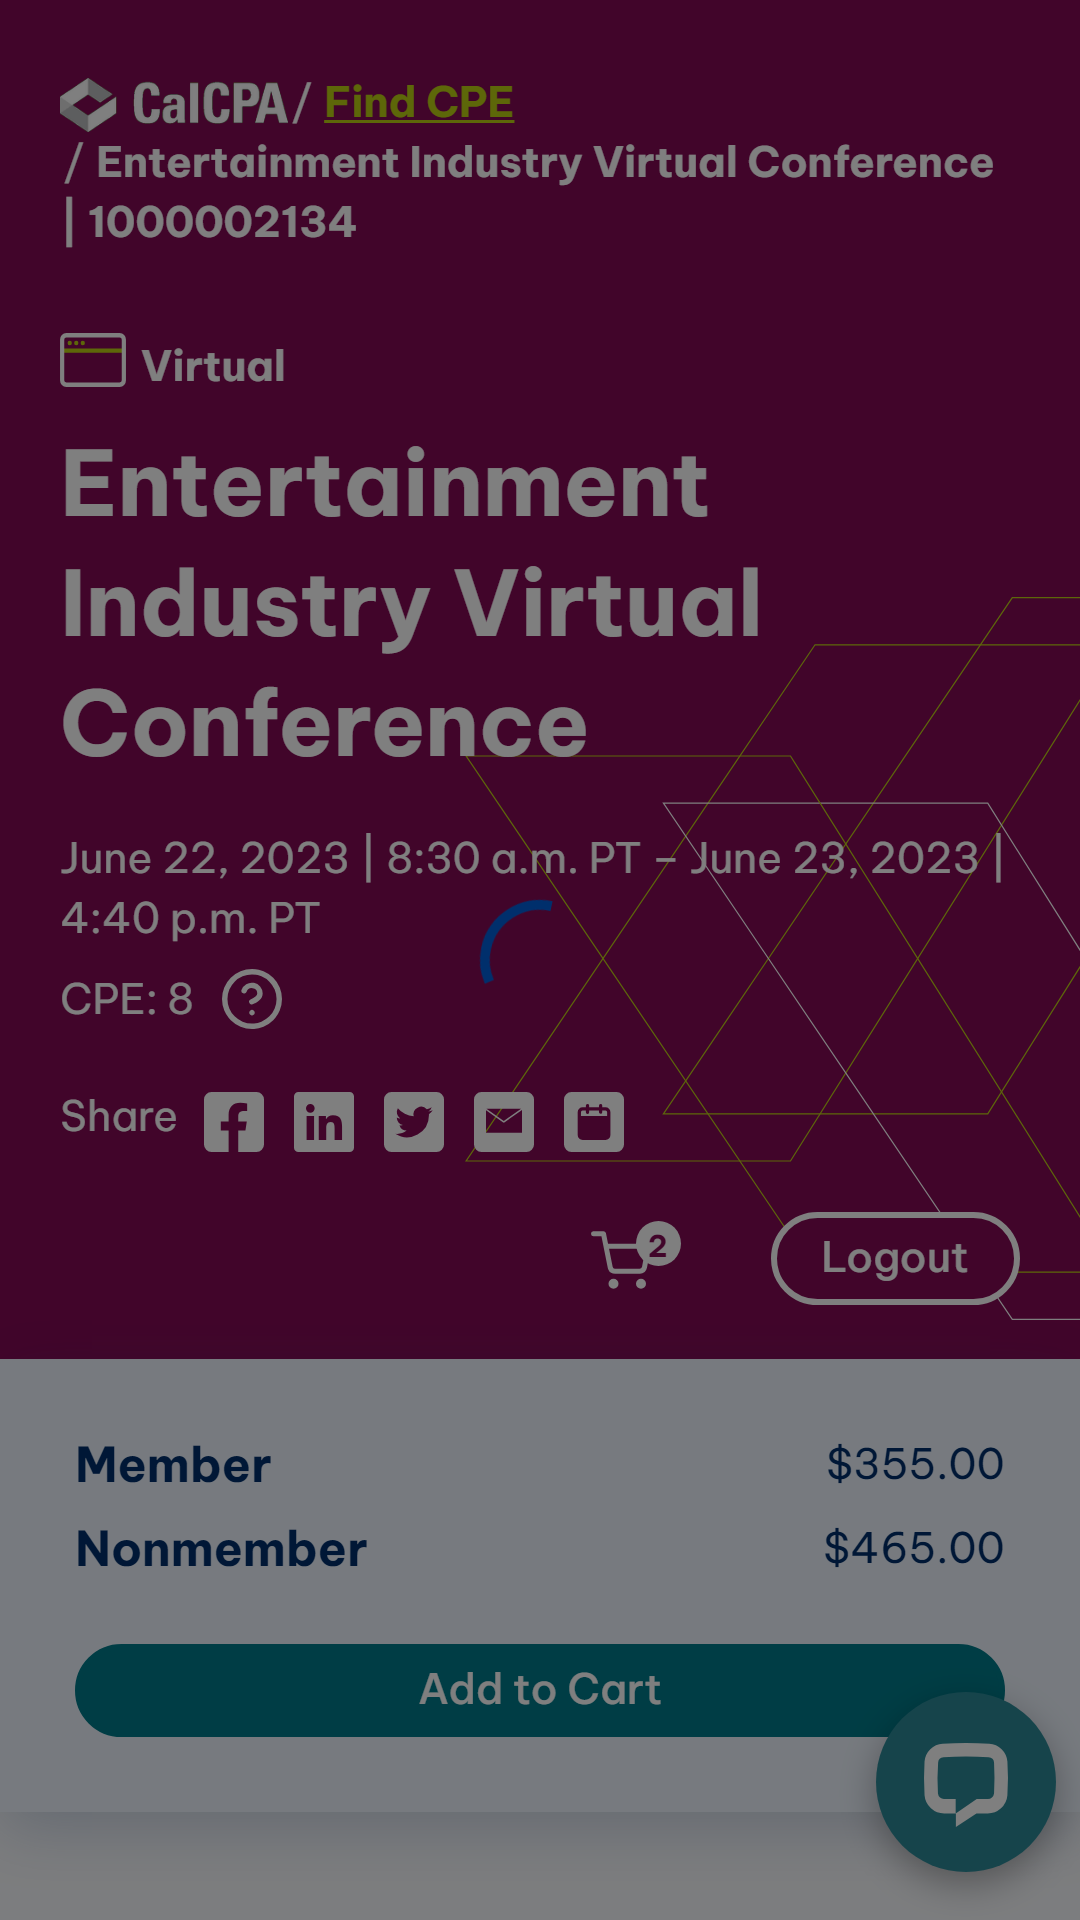 CalCPA / Find CPE
/ Entertainment Industry Virtual Conference
| 1000002134
Virtual
Entertainment
Industry Virtual
Conference
June 22, 2023 | 8:30 a.m. PT – June 23, 2023 |
4:40 p.m. PT
CPE: 8 ?
Share
2 Logout
Member $355.00
Nonmember $465.00
Add to Cart